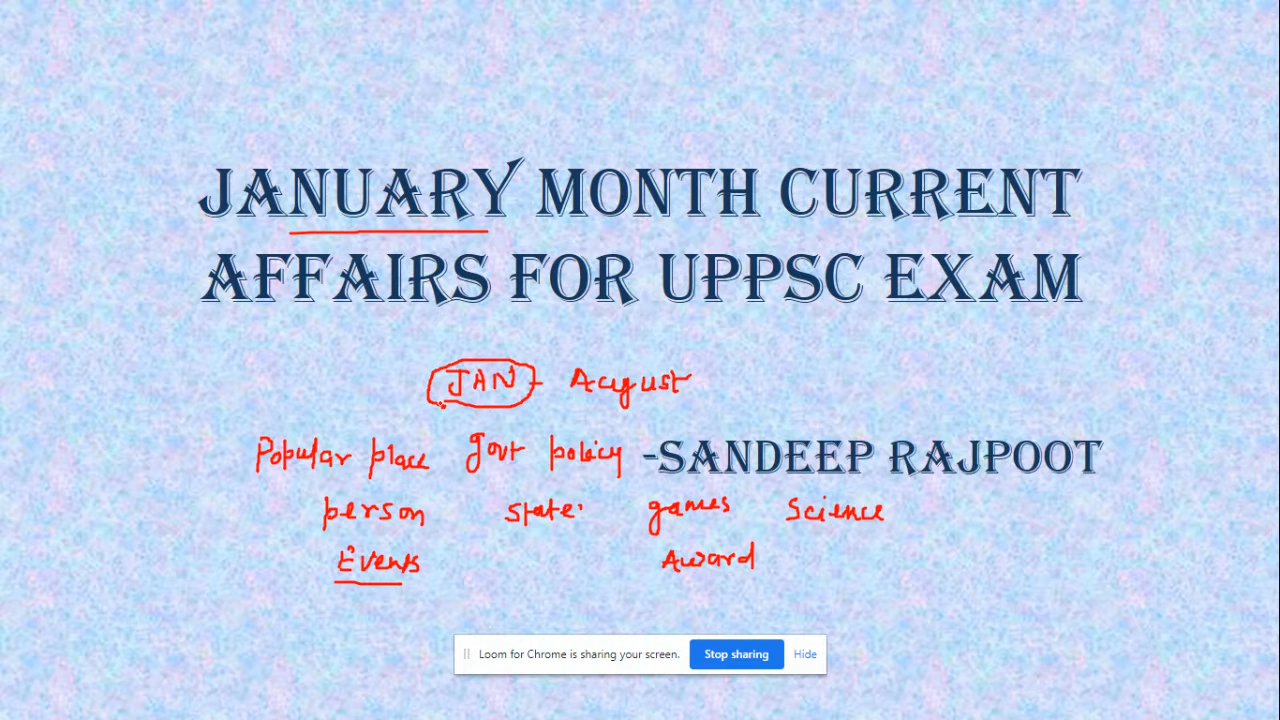 JANUARY MONTH CURRENT
AFFAIRS FOR UPPSC EXAM
JAN - August
Popular place govt policy -SANDEEP RAJPOOT
person state games Science
Events Award
Loom for Chrome is sharing your screen. Stop sharing Hide